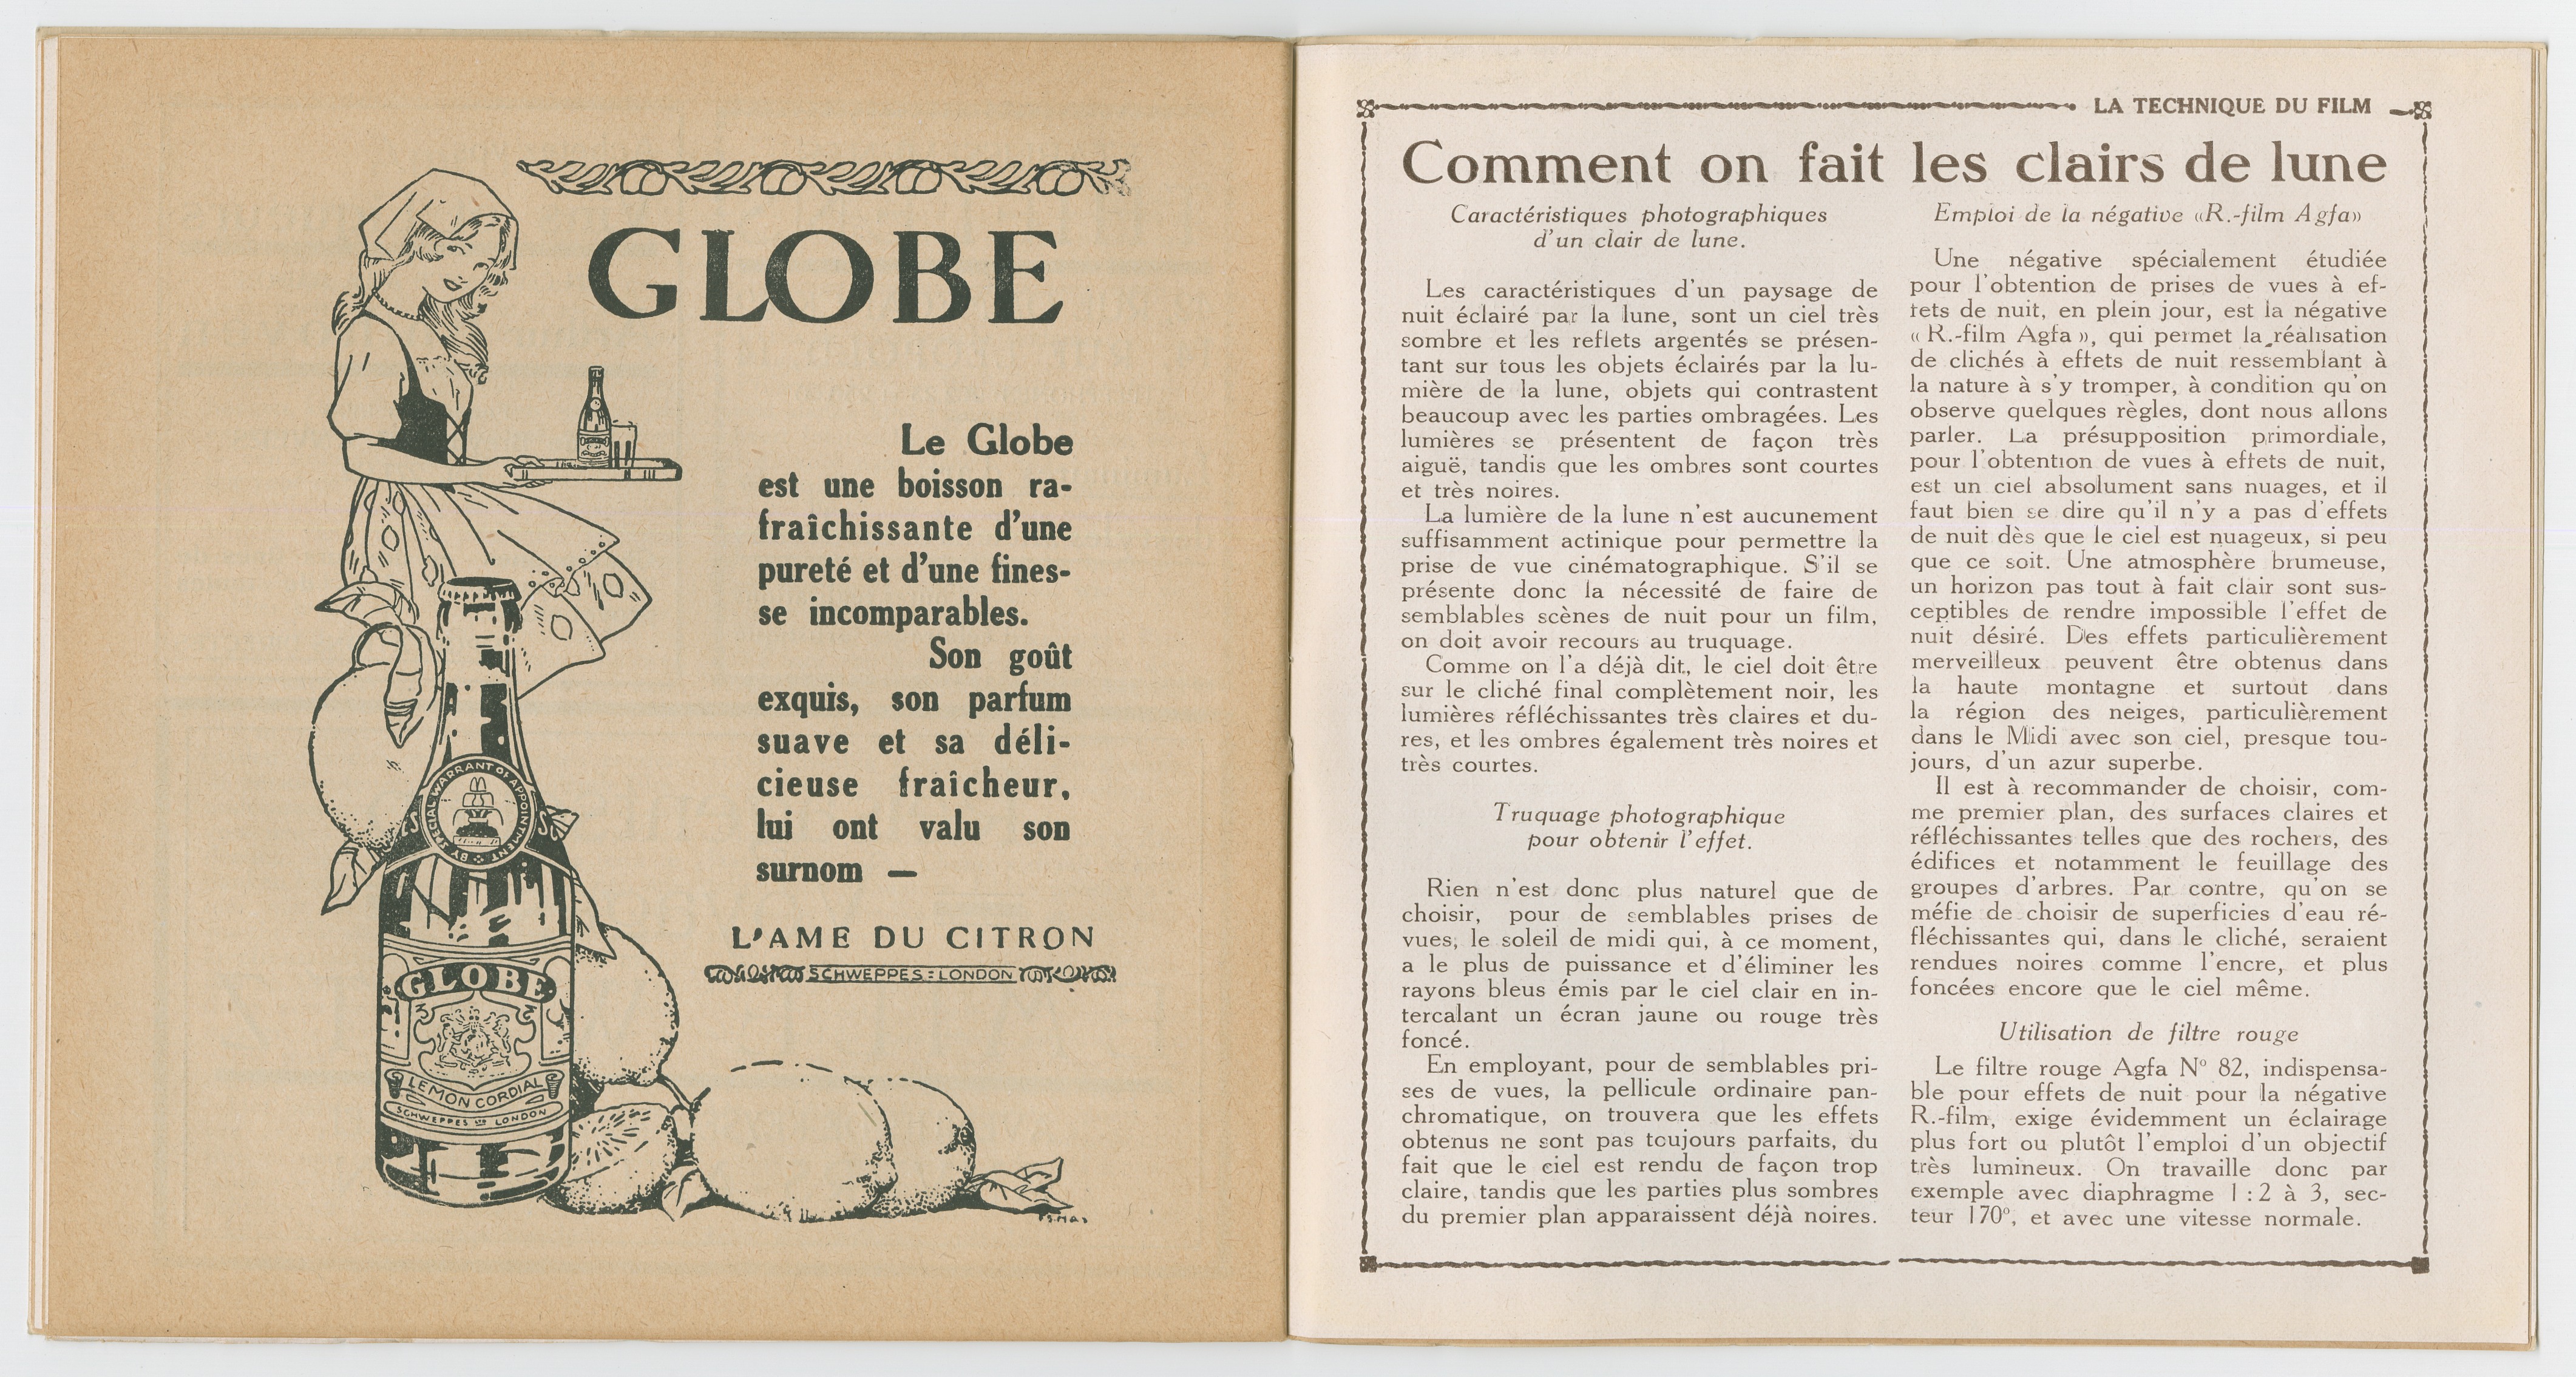 GLOBE
Le Globe
est une boisson ra-
fraîchissante d'une
pureté et d'une fines-
se incomparables.
Son goût
exquis, son parfum
suave et sa déli-
cieuse fraîcheur,
lui ont valu son
surnom —
L'AME DU CITRON
SCHWEPPES=LONDON
BY SPECIAL WARRANT OF APPOINTMENT
GLOBE
LEMON CORDIAL
SCHWEPPES LTD LONDON
LA TECHNIQUE DU FILM
Comment on fait les clairs de lune
Caractéristiques photographiques
d'un clair de lune.
Les caractéristiques d'un paysage de
nuit éclairé par la lune, sont un ciel très
sombre et les reflets argentés se présen-
tant sur tous les objets éclairés par la lu-
mière de la lune, objets qui contrastent
beaucoup avec les parties ombragées. Les
lumières se présentent de façon très
aiguë, tandis que les ombres sont courtes
et très noires.
La lumière de la lune n'est aucunement
suffisamment actinique pour permettre la
prise de vue cinématographique. S'il se
présente donc la nécessité de faire de
semblables scènes de nuit pour un film,
on doit avoir recours au truquage.
Comme on l'a déjà dit, le ciel doit être
sur le cliché final complètement noir, les
lumières réfléchissantes très claires et du-
res, et les ombres également très noires et
très courtes.
Truquage photographique
pour obtenir l'effet.
Rien n'est donc plus naturel que de
choisir, pour de semblables prises de
vues, le soleil de midi qui, à ce moment,
a le plus de puissance et d'éliminer les
rayons bleus émis par le ciel clair en in-
tercalant un écran jaune ou rouge très
foncé.
En employant, pour de semblables pri-
ses de vues, la pellicule ordinaire pan-
chromatique, on trouvera que les effets
obtenus ne sont pas toujours parfaits, du
fait que le ciel est rendu de façon trop
claire, tandis que les parties plus sombres
du premier plan apparaissent déjà noires.
Emploi de la négative «R.-film Agfa»
Une négative spécialement étudiée
pour l'obtention de prises de vues à ef-
fets de nuit, en plein jour, est la négative
« R.-film Agfa », qui permet la réalisation
de clichés à effets de nuit ressemblant à
la nature à s'y tromper, à condition qu'on
observe quelques règles, dont nous allons
parler. La présupposition primordiale,
pour l'obtention de vues à effets de nuit,
est un ciel absolument sans nuages, et il
faut bien se dire qu'il n'y a pas d'effets
de nuit dès que le ciel est nuageux, si peu
que ce soit. Une atmosphère brumeuse,
un horizon pas tout à fait clair sont sus-
ceptibles de rendre impossible l'effet de
nuit désiré. Des effets particulièrement
merveilleux peuvent être obtenus dans
la haute montagne et surtout dans
la région des neiges, particulièrement
dans le Midi avec son ciel, presque tou-
jours, d'un azur superbe.
Il est à recommander de choisir, com-
me premier plan, des surfaces claires et
réfléchissantes telles que des rochers, des
édifices et notamment le feuillage des
groupes d'arbres. Par contre, qu'on se
méfie de choisir de superficies d'eau ré-
fléchissantes qui, dans le cliché, seraient
rendues noires comme l'encre, et plus
foncées encore que le ciel même.
Utilisation de filtre rouge
Le filtre rouge Agfa Nº 82, indispensa-
ble pour effets de nuit pour la négative
R.-film, exige évidemment un éclairage
plus fort ou plutôt l'emploi d'un objectif
très lumineux. On travaille donc par
exemple avec diaphragme 1 : 2 à 3, sec-
teur 170º, et avec une vitesse normale.